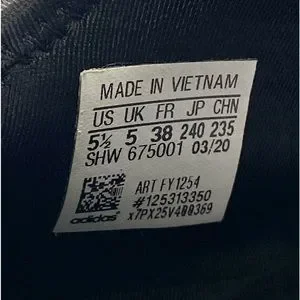 MADE IN VIETNAM
US UK FR JP CHN
5½ 5 38 240 235
SHW 675001 03/20
ART FY1254
#125313350
adidas x7PX25V400369